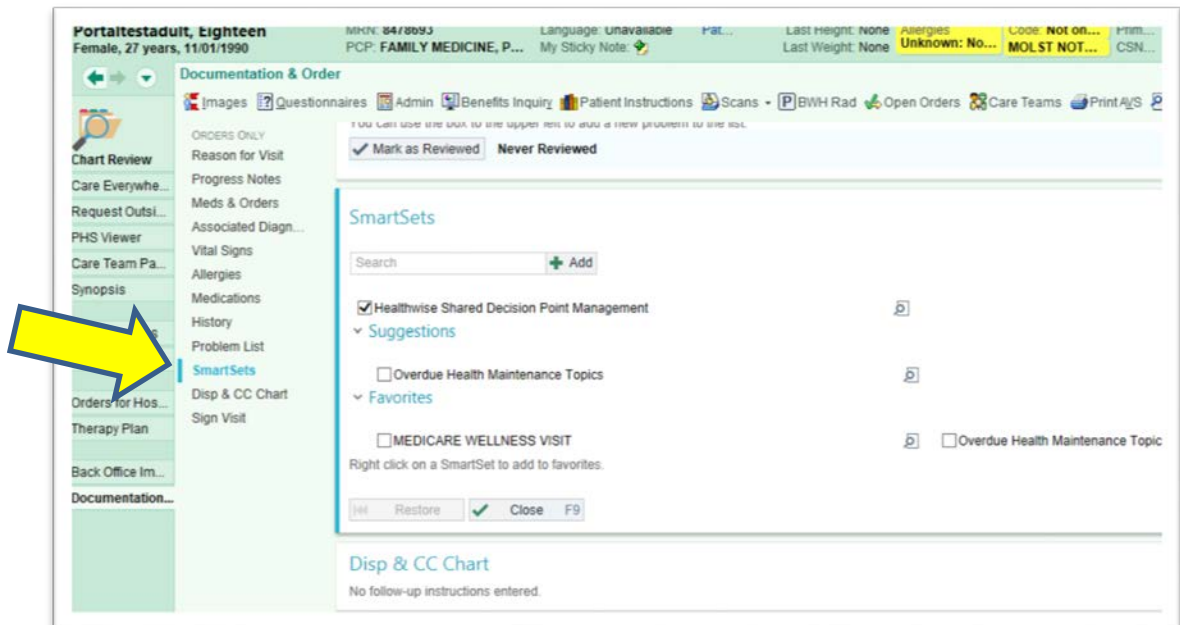 Portaltestadult, Eighteen MRN: 8478693 Language: Unavailable Pat... Last Height: None Allergies Code: Not on... Prim...
Female, 27 years, 11/01/1990 PCP: FAMILY MEDICINE, P... My Sticky Note: Last Weight: None Unknown: No... MOLST NOT... CSN...
Documentation & Order
Images Questionnaires Admin Benefits Inquiry Patient Instructions Scans BWH Rad Open Orders Care Teams Print AVS
Chart Review
Care Everywhe...
Request Outsi...
PHS Viewer
Care Team Pa...
Synopsis
Orders for Hos...
Therapy Plan
Back Office Im...
Documentation...
ORDERS ONLY
Reason for Visit
Progress Notes
Meds & Orders
Associated Diagn...
Vital Signs
Allergies
Medications
History
Problem List
SmartSets
Disp & CC Chart
Sign Visit
You can use the box to the upper left to add a new problem to the list.
Mark as Reviewed Never Reviewed
SmartSets
Search Add
Healthwise Shared Decision Point Management
Suggestions
Overdue Health Maintenance Topics
Favorites
MEDICARE WELLNESS VISIT Overdue Health Maintenance Topic
Right click on a SmartSet to add to favorites.
Restore Close F9
Disp & CC Chart
No follow-up instructions entered.